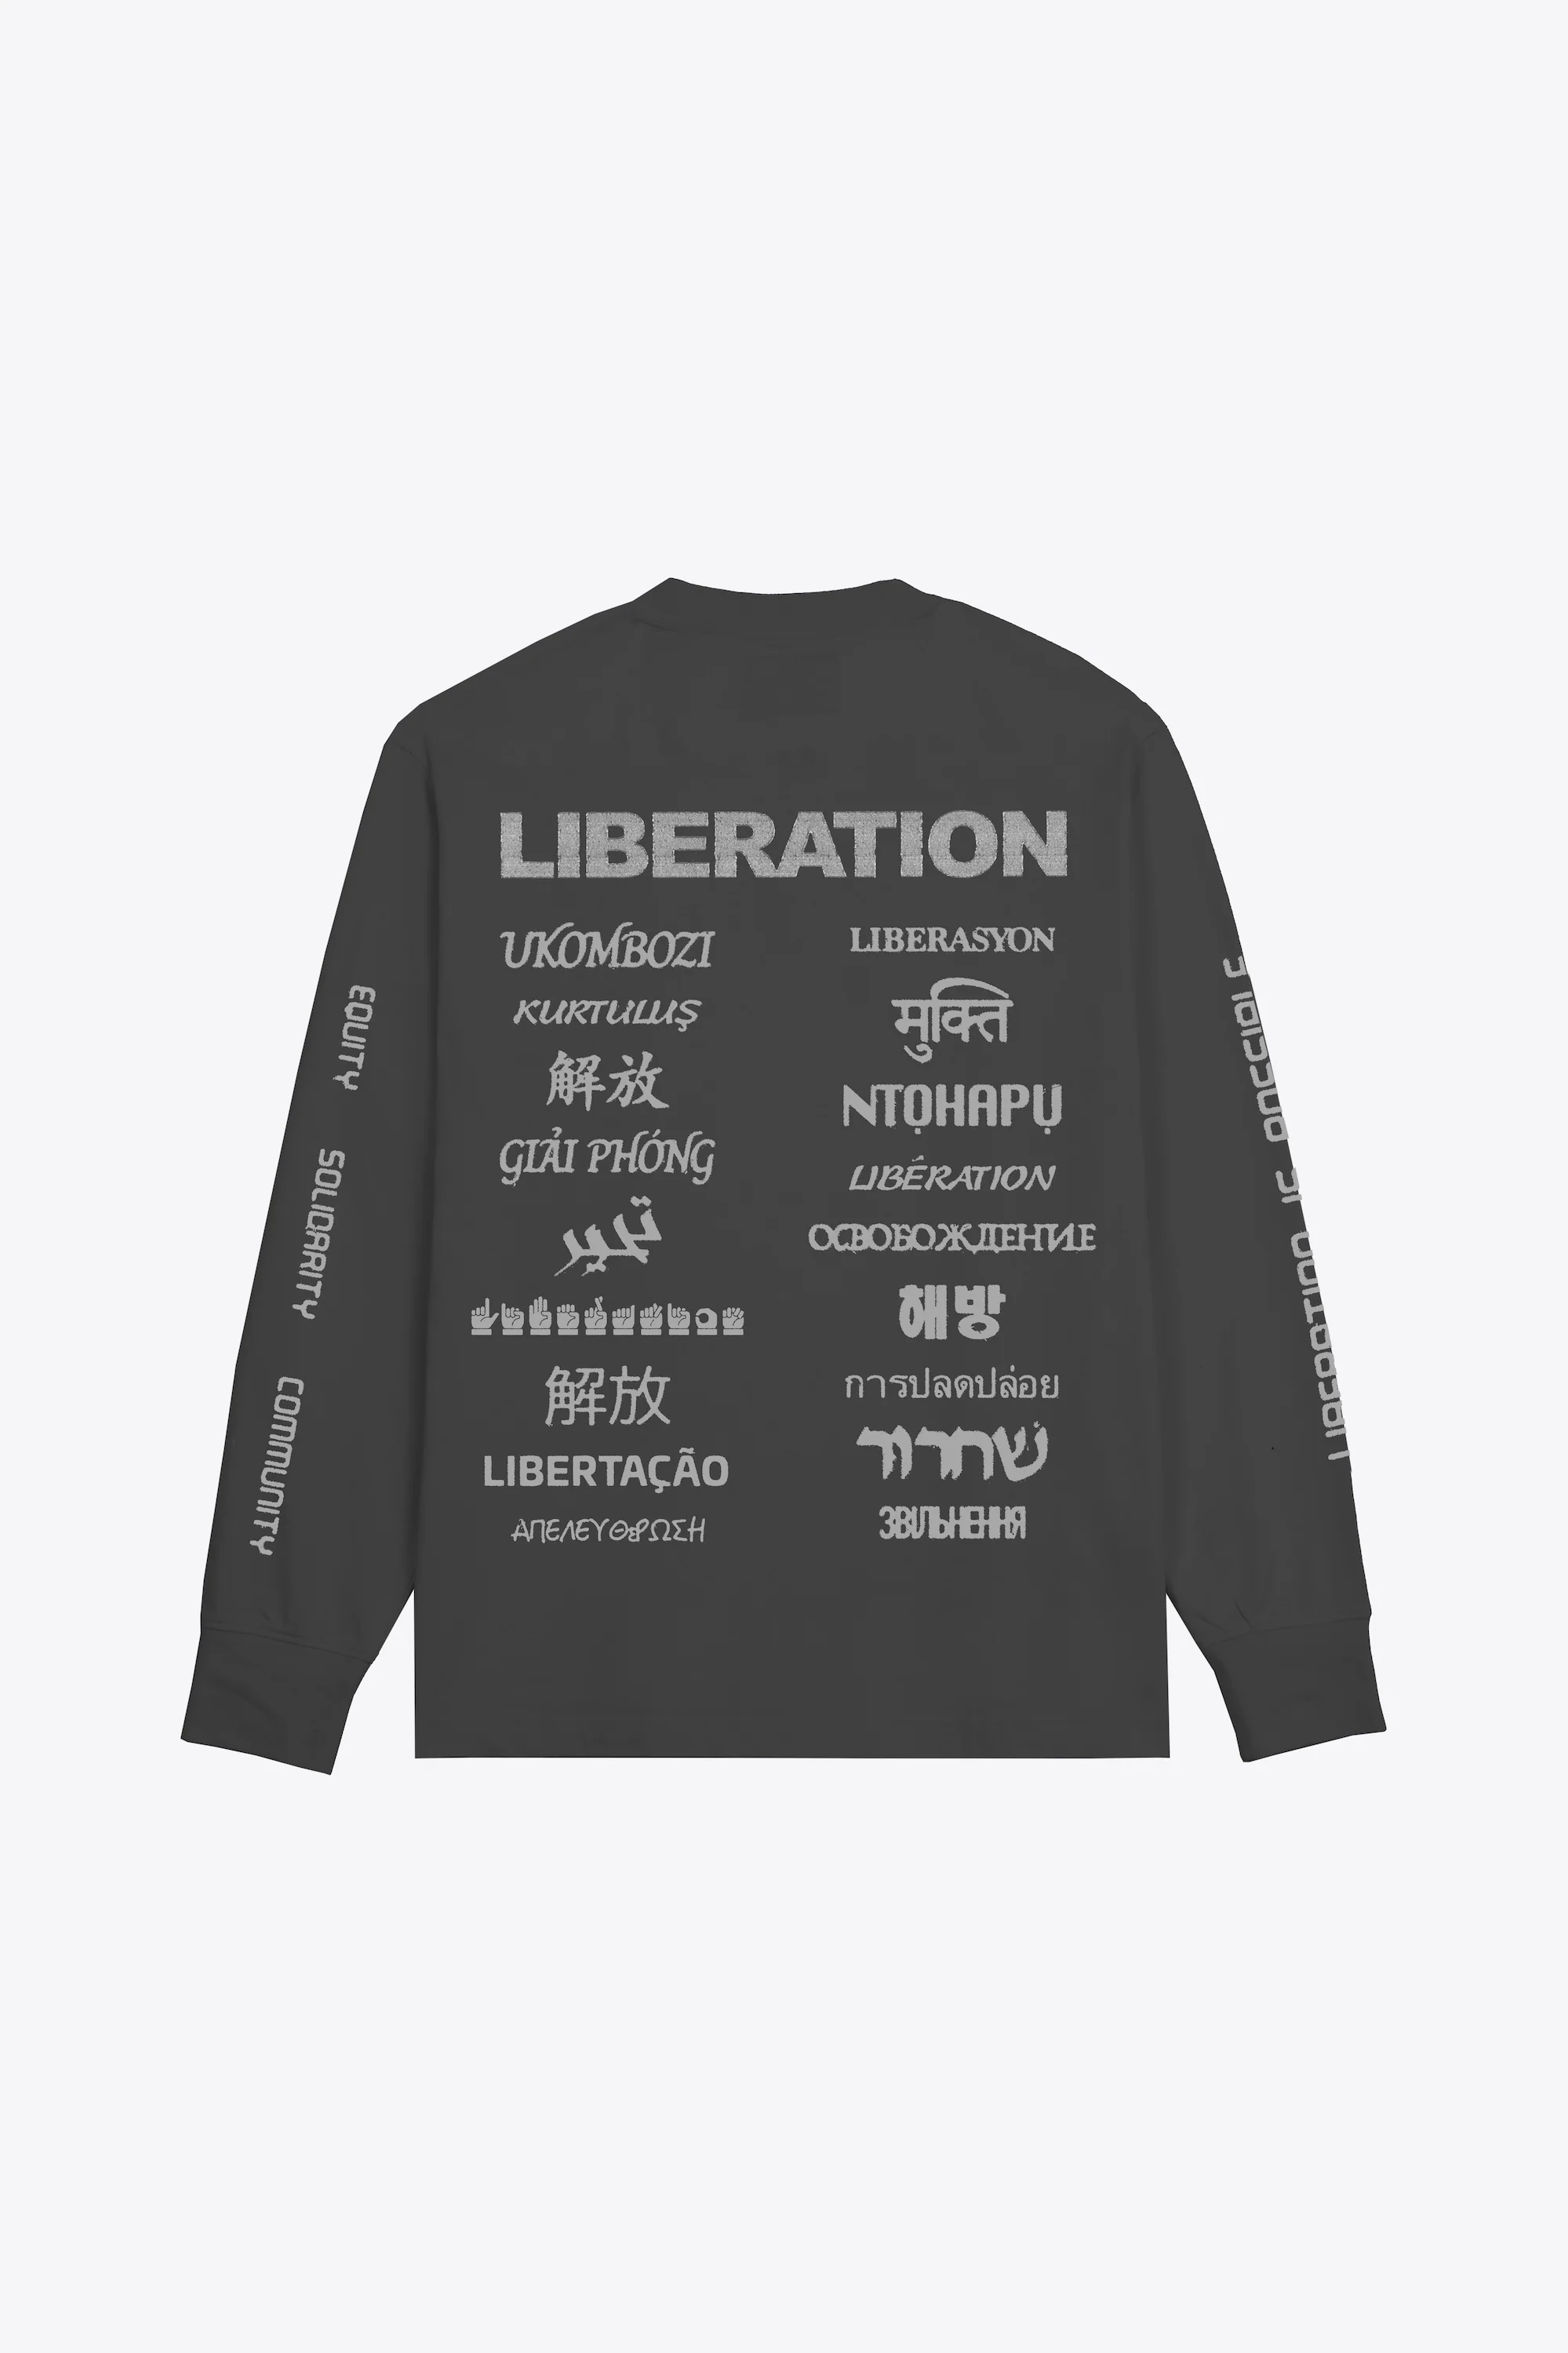 LIBERATION
UKOMBOZI
KURTULUŞ
解放
GIẢI PHÓNG
تحرير
解放
LIBERTAÇÃO
ΑΠΕΛΕΥΘΕΡΩΣΗ
LIBERASYON
मुक्ति
NTỌHAPỤ
LIBÉRATION
ОСВОБОЖДЕНИЕ
해방
การปลดปล่อย
שחרור
ЗВІЛЬНЕННЯ
EQUITY
SOLIDARITY
COMMUNITY
LIBERATION IS POSSIBLE